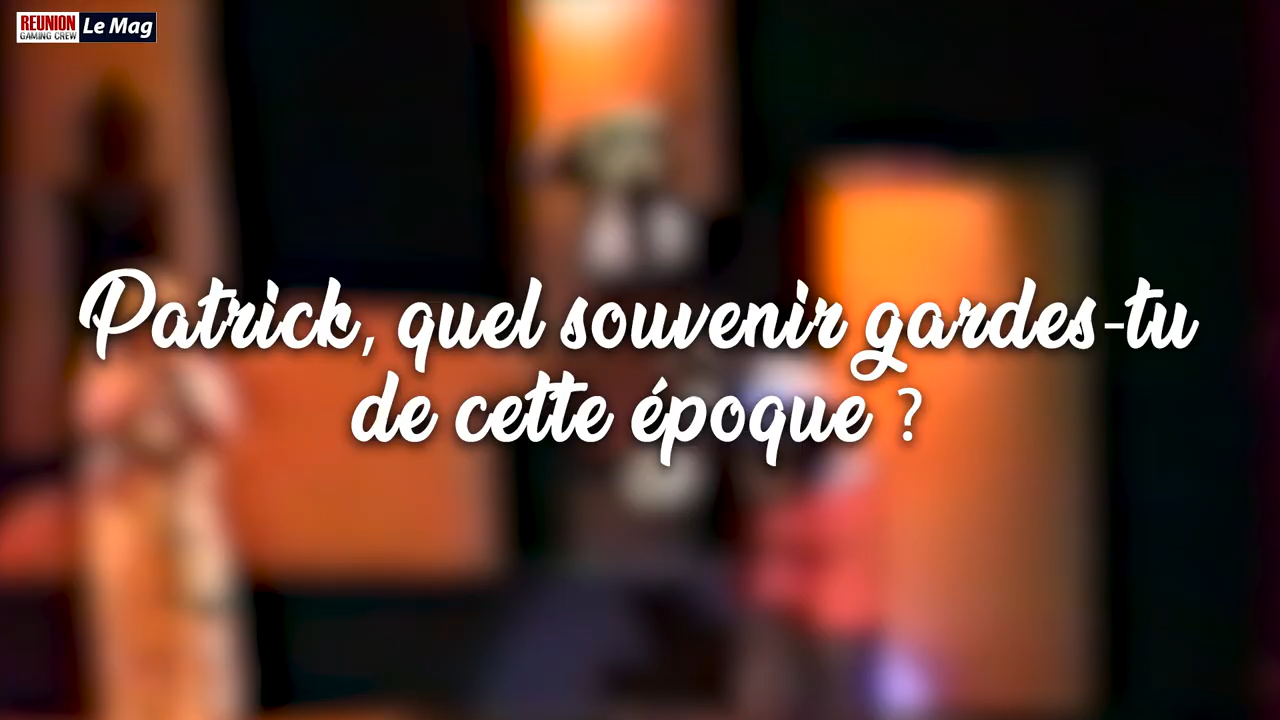 REUNION
GAMING CREW
Le Mag
Patrick, quel souvenir gardes-tu
de cette époque ?